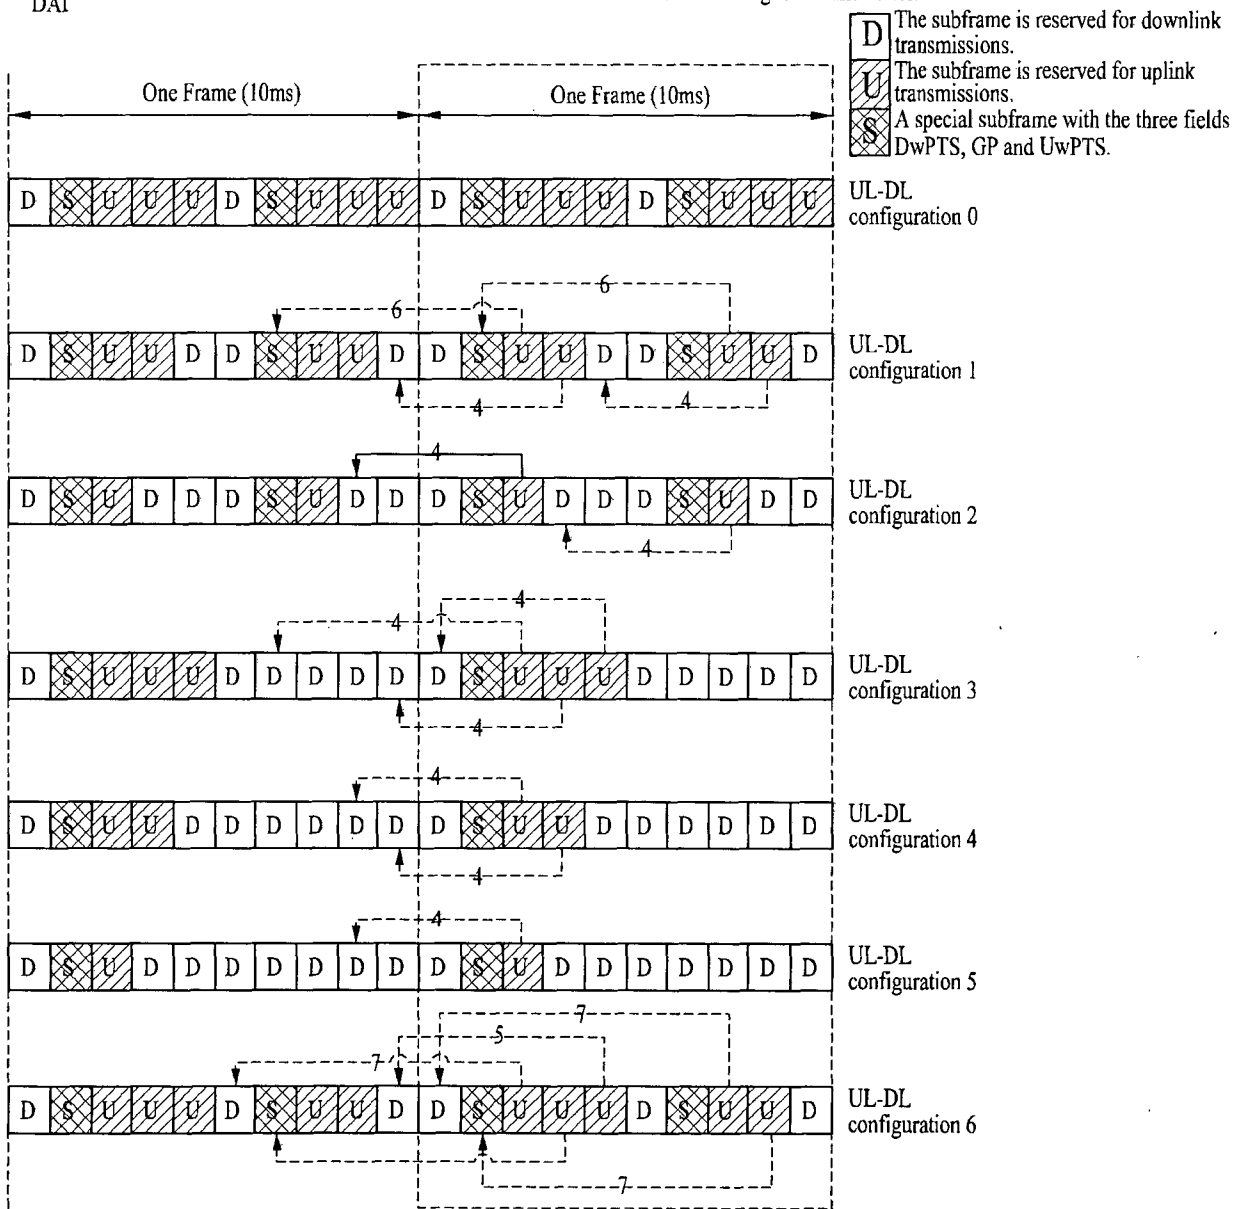 DAI
D The subframe is reserved for downlink
transmissions.
U The subframe is reserved for uplink
transmissions.
S A special subframe with the three fields
DwPTS, GP and UwPTS.
One Frame (10ms) One Frame (10ms)
D S U U U D S U U U D S U U U D S U U U UL-DL
configuration 0
6 6
D S U U D D S U U D D S U U D D S U U D UL-DL
configuration 1
4 4
4
D S U D D D S U D D D S U D D D S U D D UL-DL
configuration 2
4
4
4
D S U U U D D D D D D S U U U D D D D D UL-DL
configuration 3
4
4
D S U U D D D D D D D S U U D D D D D D UL-DL
configuration 4
4
4
D S U D D D D D D D D S U D D D D D D D UL-DL
configuration 5
7
5
7
D S U U U D S U U D D S U U U D S U U D UL-DL
configuration 6
7